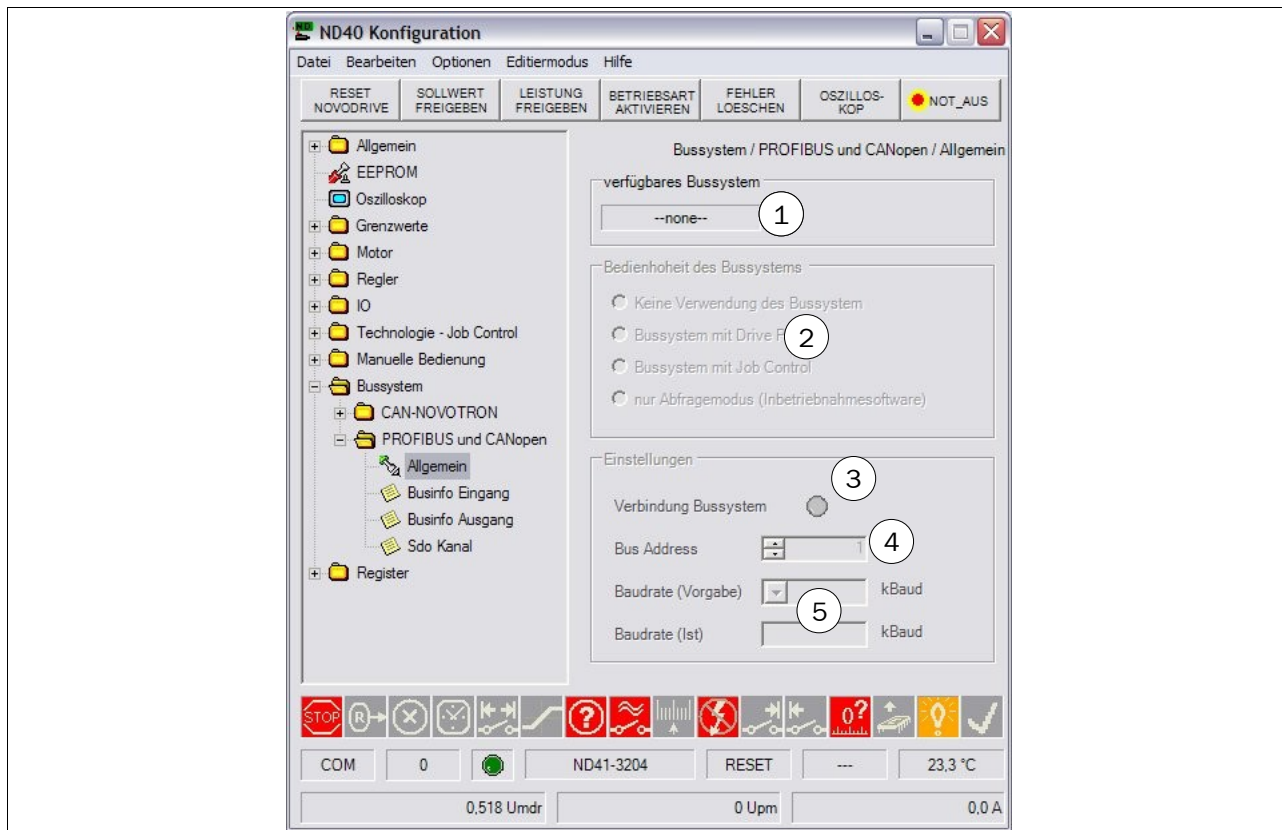 ND40 Konfiguration
Datei Bearbeiten Optionen Editiermodus Hilfe
RESET NOVODRIVE
SOLLWERT FREIGEBEN
LEISTUNG FREIGEBEN
BETRIEBSART AKTIVIEREN
FEHLER LOESCHEN
OSZILLOS- KOP
NOT_AUS
Allgemein
EEPROM
Oszilloskop
Grenzwerte
Motor
Regler
IO
Technologie - Job Control
Manuelle Bedienung
Bussystem
CAN-NOVOTRON
PROFIBUS und CANopen
Allgemein
Businfo Eingang
Businfo Ausgang
Sdo Kanal
Register
Bussystem / PROFIBUS und CANopen / Allgemein
verfügbares Bussystem
--none-- 1
Bedienhoheit des Bussystems
Keine Verwendung des Bussystem
Bussystem mit Drive 2
Bussystem mit Job Control
nur Abfragemodus (Inbetriebnahmesoftware)
Einstellungen
3
Verbindung Bussystem
Bus Address 1 4
Baudrate (Vorgabe) kBaud
5
Baudrate (Ist) kBaud
STOP R ? 0?
COM 0 ND41-3204 RESET --- 23,3 °C
0,518 Umdr 0 Upm 0,0 A